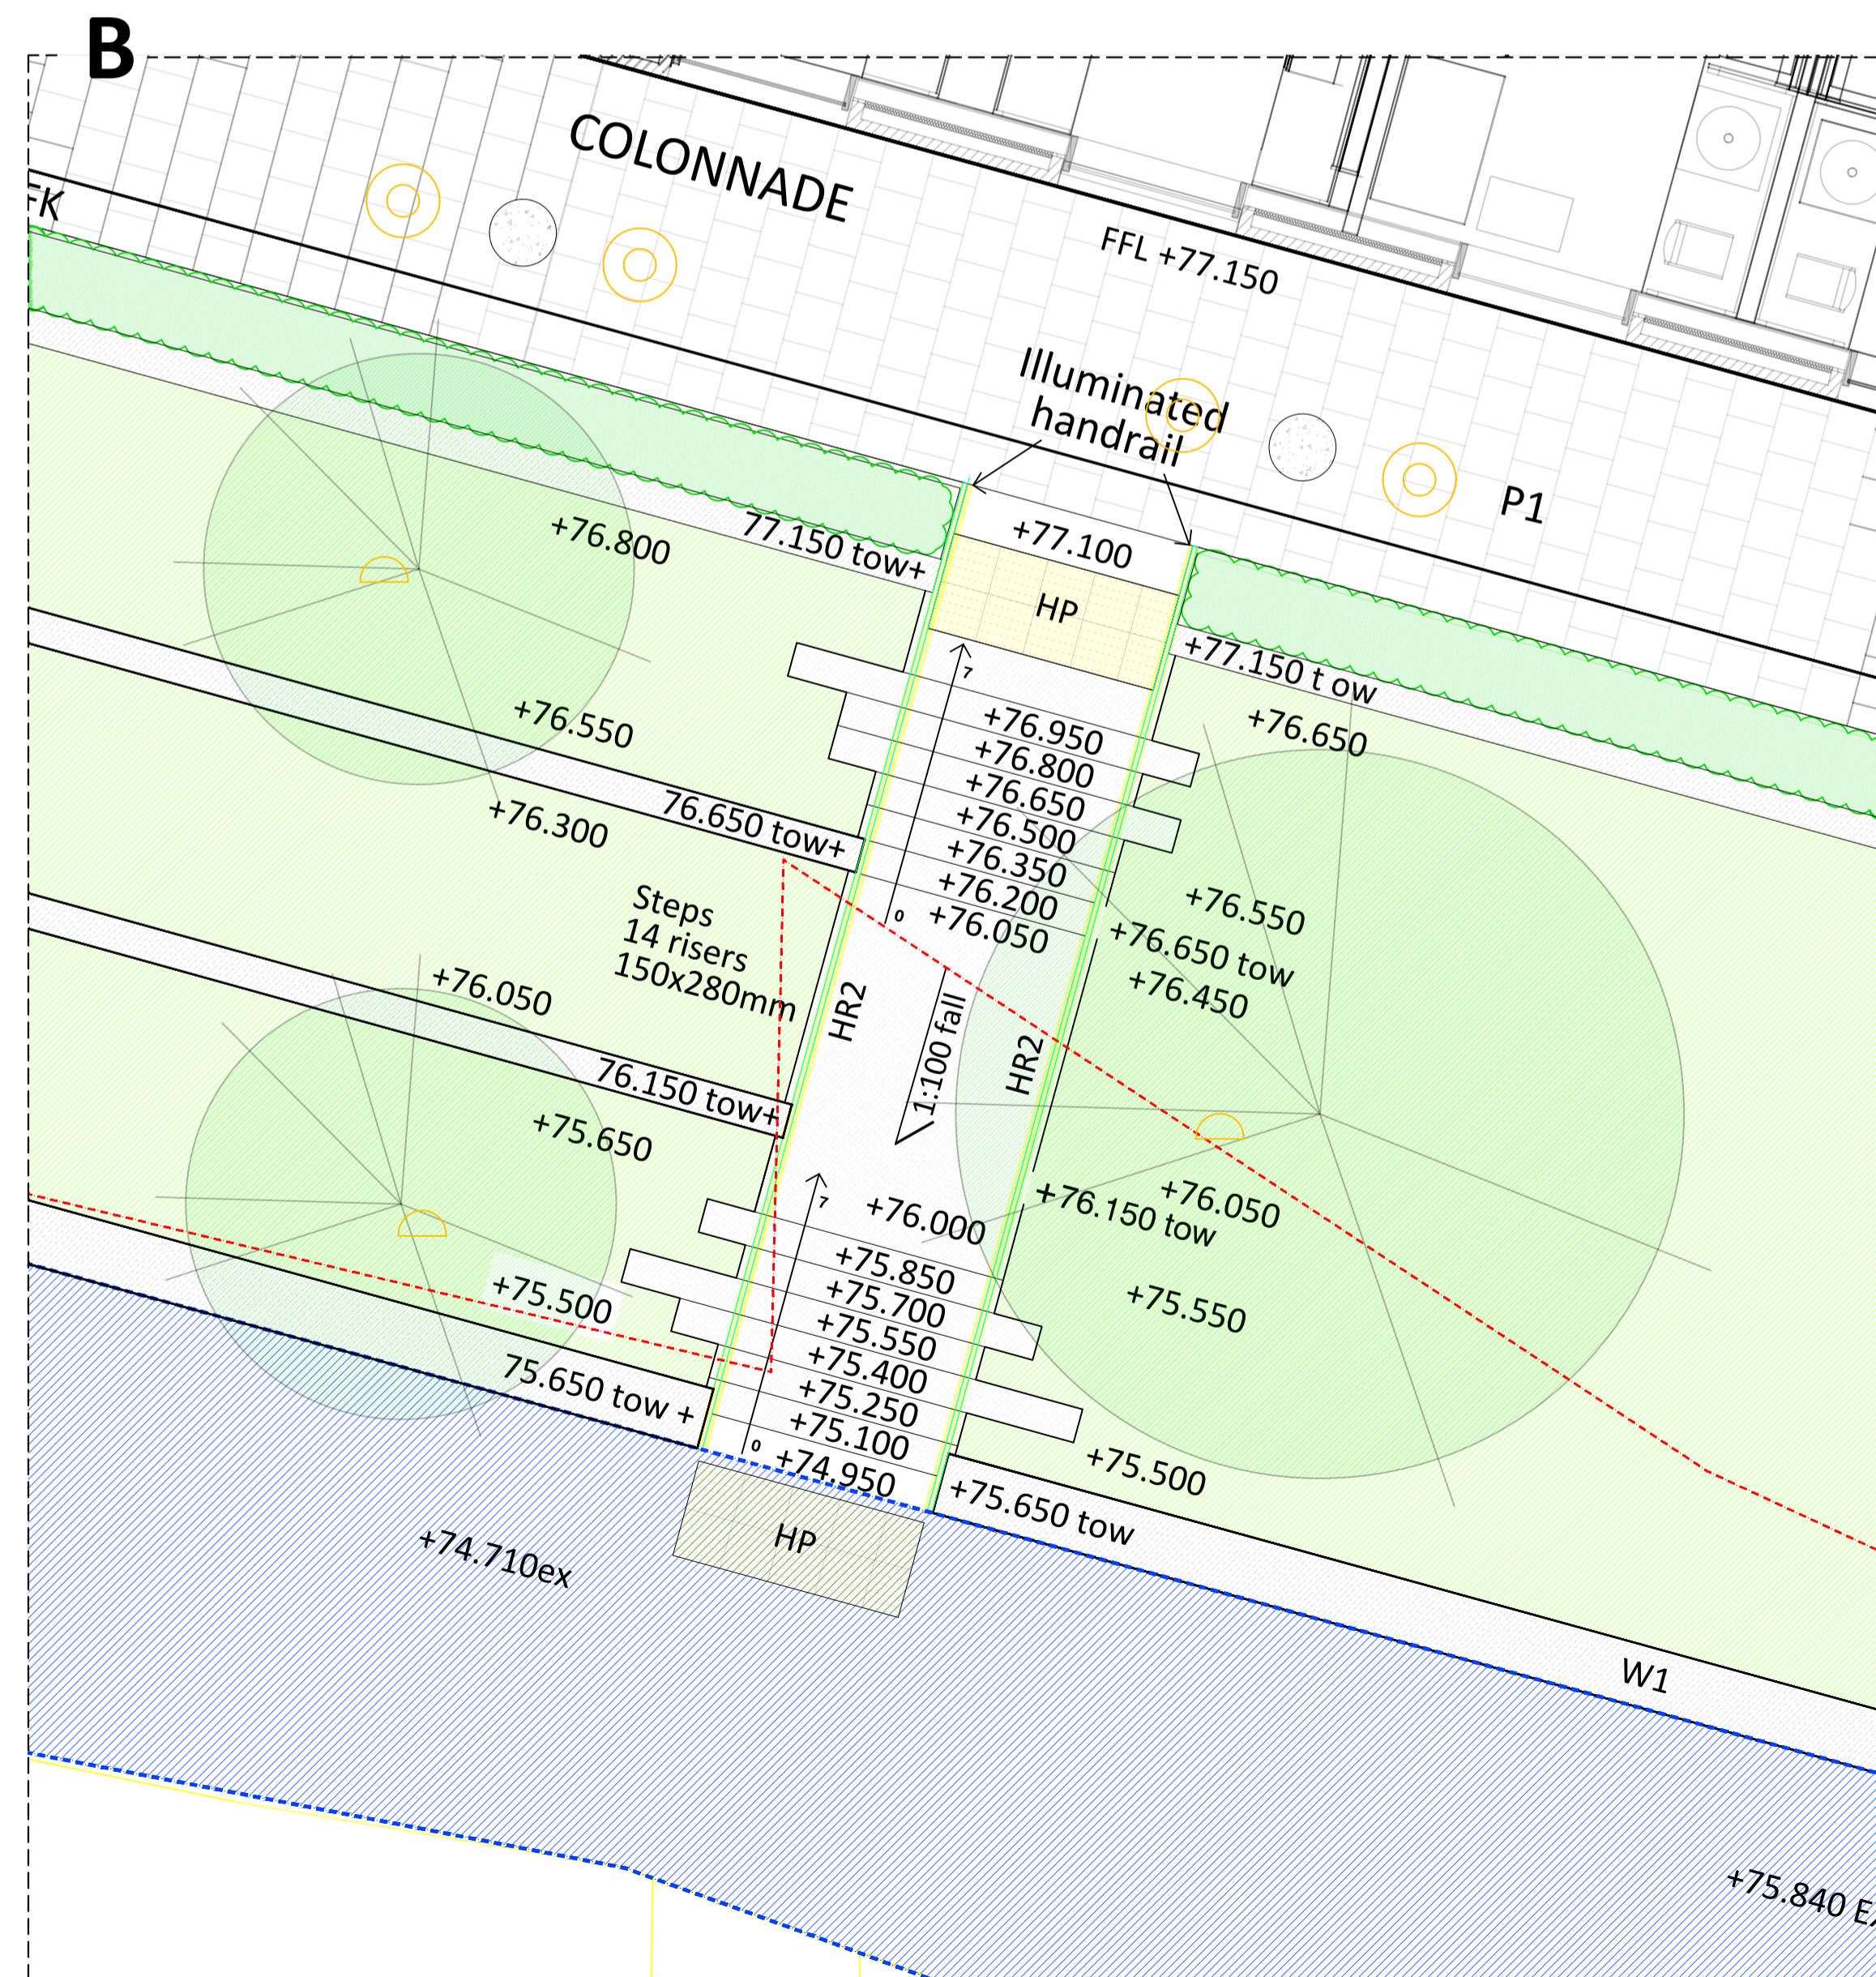 B
COLONNADE
FK
FFL +77.150
Illuminated
handrail
P1
+77.100
+76.800
77.150 tow+
HP
+77.150 t ow
7
+76.650
+76.550
+76.950
+76.800
+76.650
+76.500
+76.350
+76.200
+76.050
0
76.650 tow+
+76.300
+76.550
+76.650 tow
+76.450
Steps
14 risers
150x280mm
+76.050
HR2
1:100 fall
HR2
76.150 tow+
+75.650
7
+76.000
+76.050
+76.150 tow
+75.850
+75.700
+75.550
+75.400
+75.250
+75.100
+74.950
0
+75.500
+75.550
75.650 tow +
+75.500
+75.650 tow
HP
+74.710ex
W1
+75.840